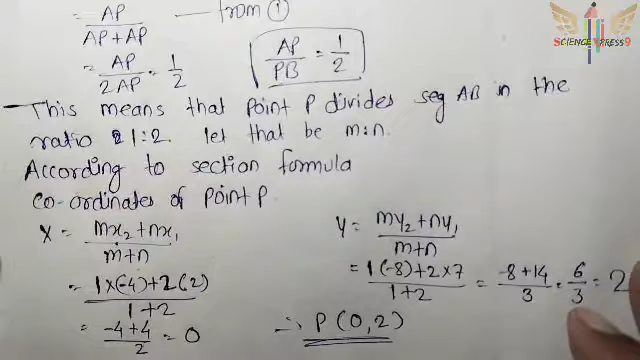 = AP / (AP + AP) —— from ①
= AP / 2AP = 1/2
AP / PB = 1/2
— This means that point P divides seg AB in the
ratio 1:2. let that be m:n.
According to section formula
co-ordinates of point P
x = (mx₂ + nx₁) / (m+n)
= (1×(-4) + 2(2)) / (1+2)
= (-4+4) / 2 = 0
y = (my₂ + ny₁) / (m+n)
= (1(-8) + 2×7) / (1+2) = (-8+14) / 3 = 6/3 = 2
∴ P (0,2)
SCIENCE XPRESS 9